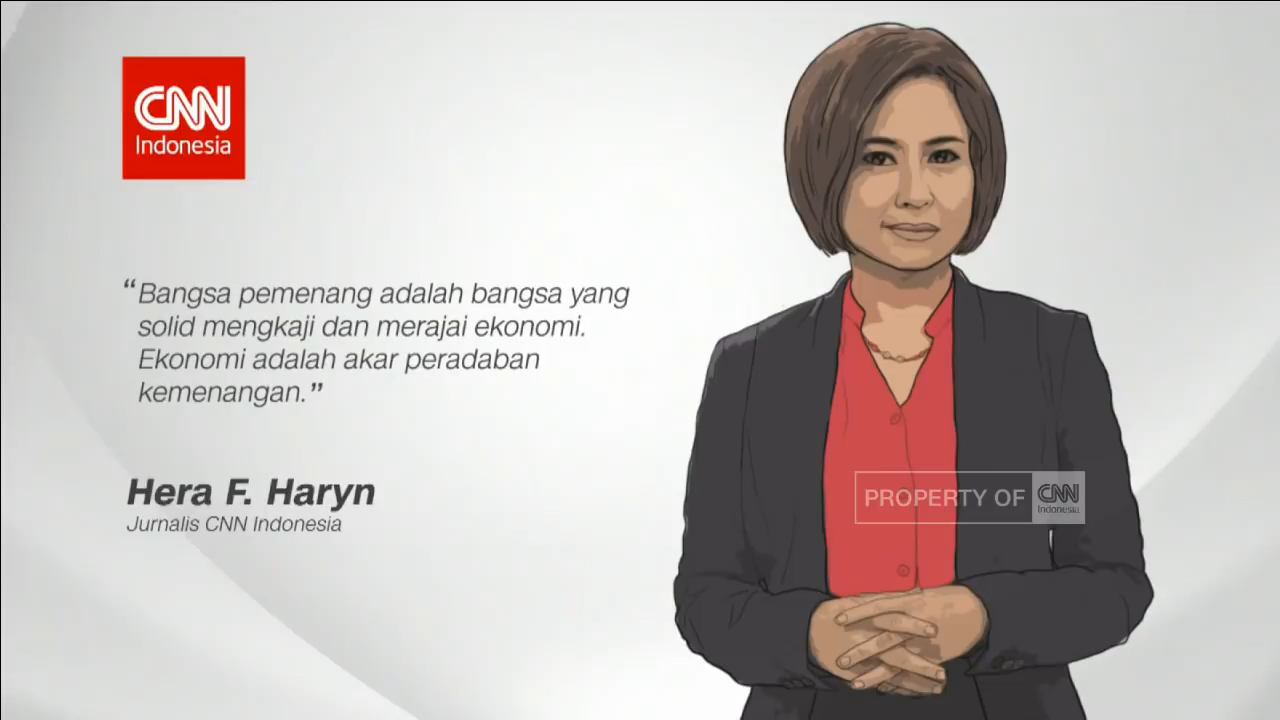 CNN
Indonesia
“Bangsa pemenang adalah bangsa yang
solid mengkaji dan merajai ekonomi.
Ekonomi adalah akar peradaban
kemenangan.”
Hera F. Haryn
Jurnalis CNN Indonesia
PROPERTY OF CNN
Indonesia